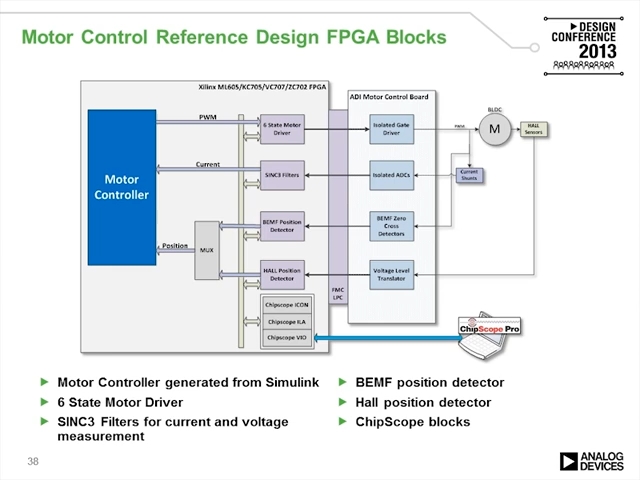 Motor Control Reference Design FPGA Blocks
DESIGN
CONFERENCE
2013
Xilinx ML605/KC705/VC707/ZC702 FPGA
ADI Motor Control Board
PWM
6 State Motor
Driver
Isolated Gate
Driver
PWM
BLDC
M
HALL
Sensors
Motor
Controller
Current
SINC3 Filters
Isolated ADCs
Current
Shunts
BEMF Position
Detector
BEMF Zero
Cross
Detectors
Position
MUX
HALL Position
Detector
Voltage Level
Translator
FMC
LPC
Chipscope ICON
Chipscope ILA
Chipscope VIO
ChipScope Pro
Motor Controller generated from Simulink
6 State Motor Driver
SINC3 Filters for current and voltage
measurement
BEMF position detector
Hall position detector
ChipScope blocks
38
ANALOG
DEVICES